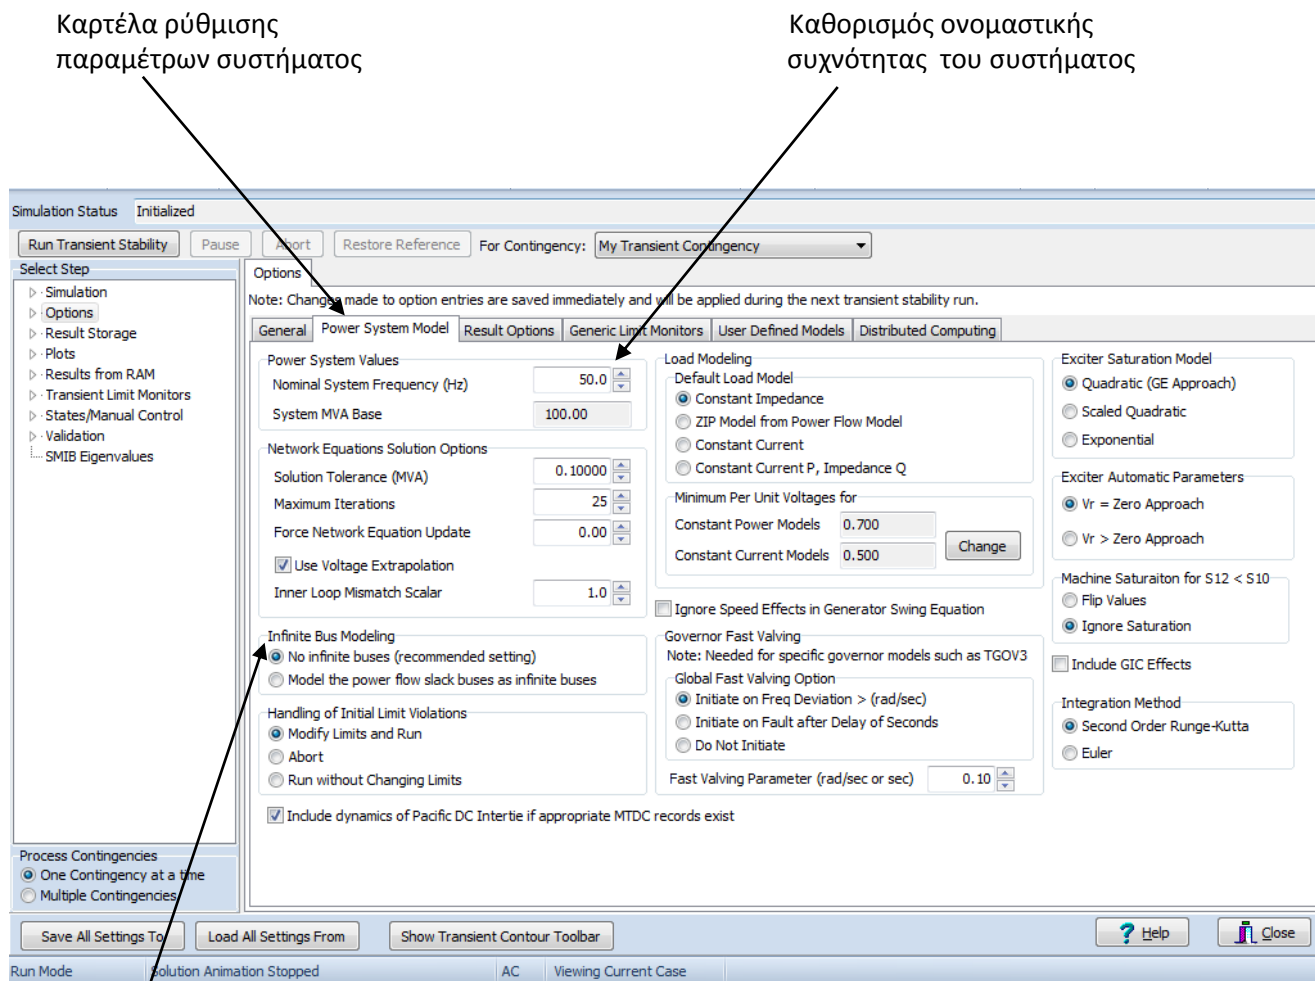 Καρτέλα ρύθμισης
παραμέτρων συστήματος
Καθορισμός ονομαστικής
συχνότητας του συστήματος
Simulation Status Initialized
Run Transient Stability Pause Abort Restore Reference For Contingency: My Transient Contingency
Select Step
Simulation
Options
Result Storage
Plots
Results from RAM
Transient Limit Monitors
States/Manual Control
Validation
SMIB Eigenvalues
Process Contingencies
One Contingency at a time
Multiple Contingencies
Options
Note: Changes made to option entries are saved immediately and will be applied during the next transient stability run.
General Power System Model Result Options Generic Limit Monitors User Defined Models Distributed Computing
Power System Values
Nominal System Frequency (Hz) 50.0
System MVA Base 100.00
Network Equations Solution Options
Solution Tolerance (MVA) 0.10000
Maximum Iterations 25
Force Network Equation Update 0.00
Use Voltage Extrapolation
Inner Loop Mismatch Scalar 1.0
Infinite Bus Modeling
No infinite buses (recommended setting)
Model the power flow slack buses as infinite buses
Handling of Initial Limit Violations
Modify Limits and Run
Abort
Run without Changing Limits
Include dynamics of Pacific DC Intertie if appropriate MTDC records exist
Load Modeling
Default Load Model
Constant Impedance
ZIP Model from Power Flow Model
Constant Current
Constant Current P, Impedance Q
Minimum Per Unit Voltages for
Constant Power Models 0.700
Constant Current Models 0.500
Change
Ignore Speed Effects in Generator Swing Equation
Governor Fast Valving
Note: Needed for specific governor models such as TGOV3
Global Fast Valving Option
Initiate on Freq Deviation > (rad/sec)
Initiate on Fault after Delay of Seconds
Do Not Initiate
Fast Valving Parameter (rad/sec or sec) 0.10
Exciter Saturation Model
Quadratic (GE Approach)
Scaled Quadratic
Exponential
Exciter Automatic Parameters
Vr = Zero Approach
Vr > Zero Approach
Machine Saturaiton for S12 < S10
Flip Values
Ignore Saturation
Include GIC Effects
Integration Method
Second Order Runge-Kutta
Euler
Save All Settings To Load All Settings From Show Transient Contour Toolbar Help Close
Run Mode Solution Animation Stopped AC Viewing Current Case